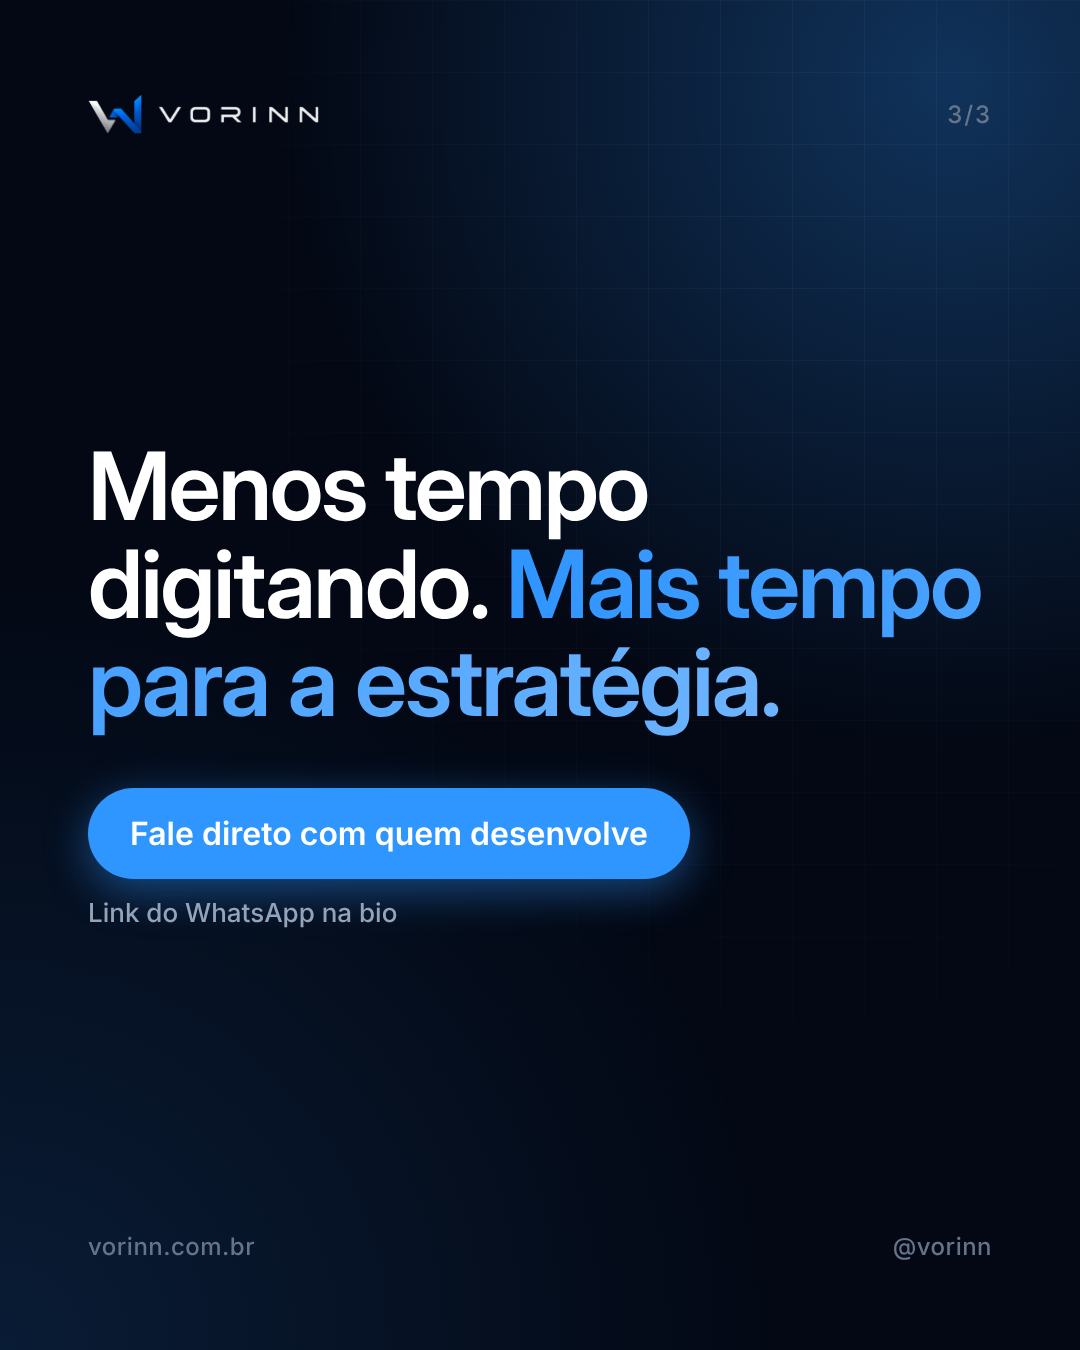 VORINN
3/3
Menos tempo
digitando. Mais tempo
para a estratégia.
Fale direto com quem desenvolve
Link do WhatsApp na bio
vorinn.com.br
@vorinn